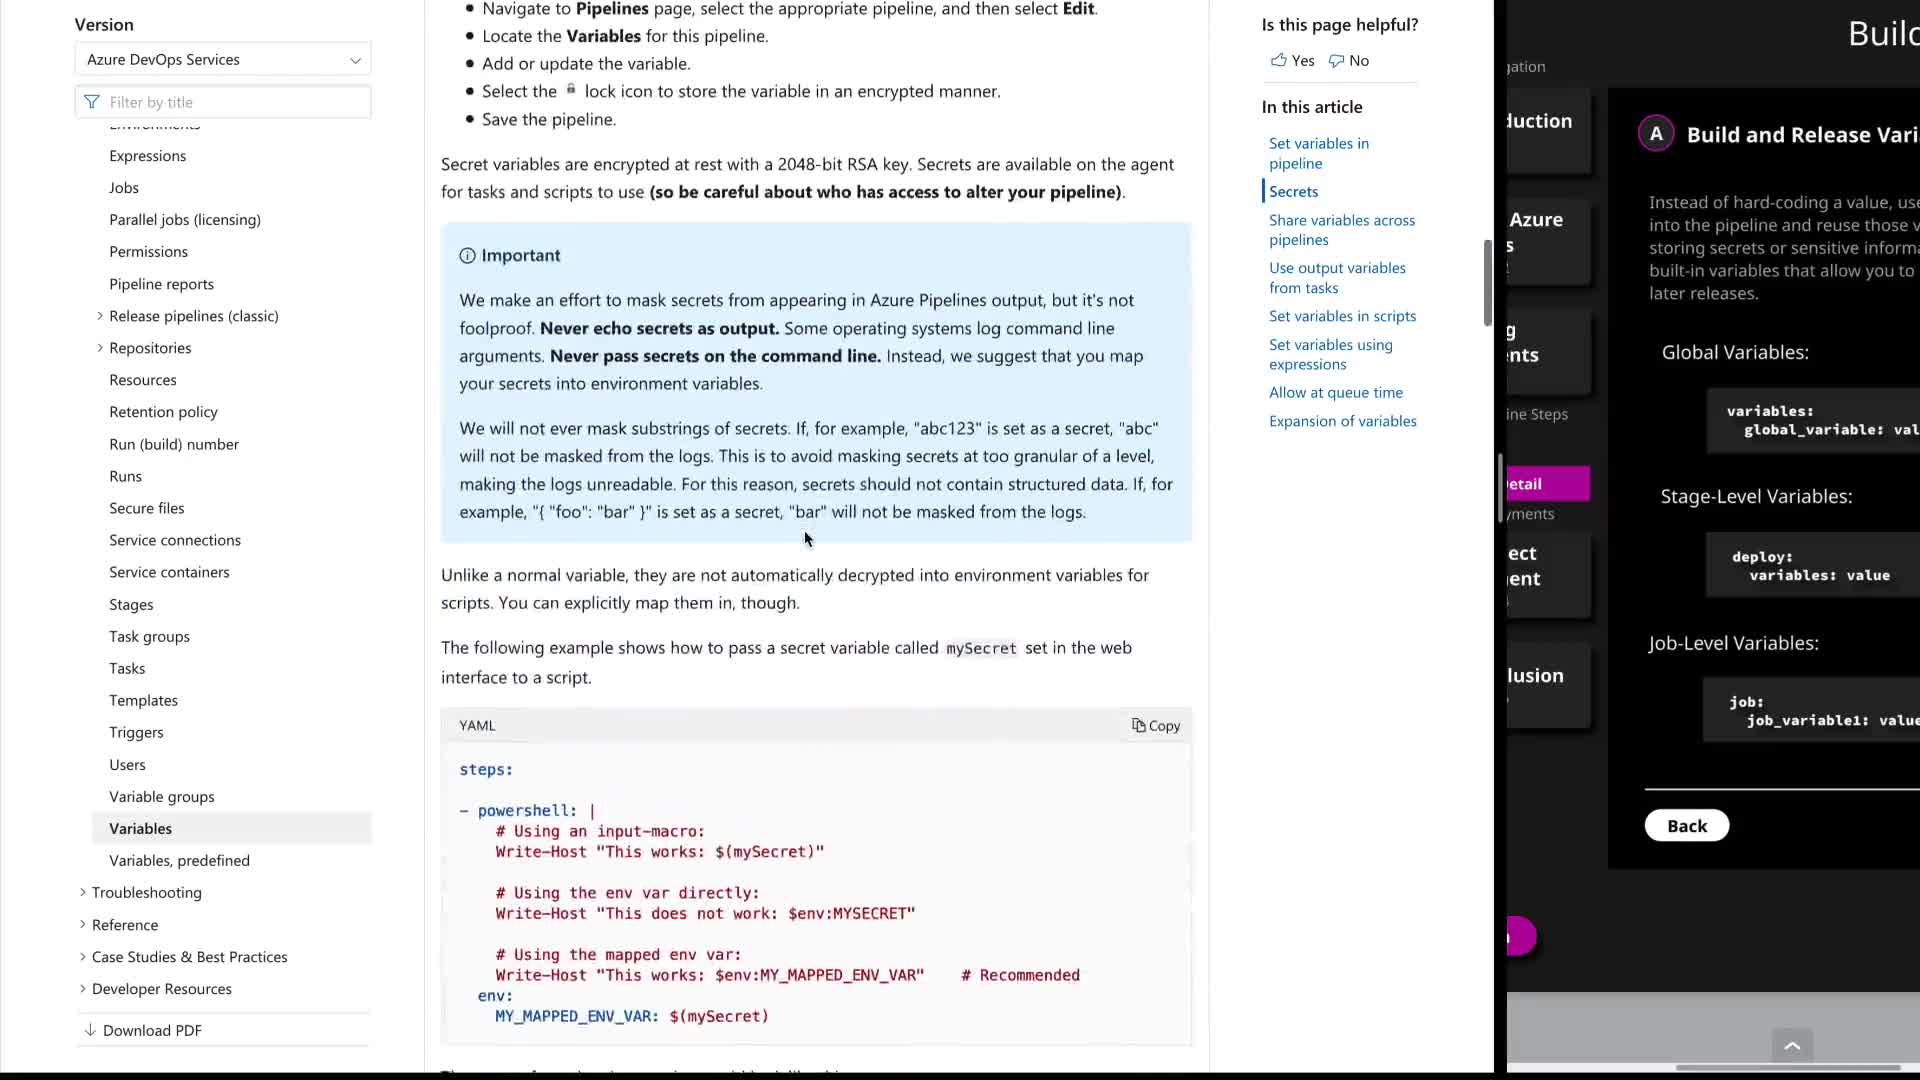 Version
Azure DevOps Services
Filter by title
Environments
Expressions
Jobs
Parallel jobs (licensing)
Permissions
Pipeline reports
Release pipelines (classic)
Repositories
Resources
Retention policy
Run (build) number
Runs
Secure files
Service connections
Service containers
Stages
Task groups
Tasks
Templates
Triggers
Users
Variable groups
Variables
Variables, predefined
Troubleshooting
Reference
Case Studies & Best Practices
Developer Resources
Download PDF
Navigate to Pipelines page, select the appropriate pipeline, and then select Edit.
Locate the Variables for this pipeline.
Add or update the variable.
Select the lock icon to store the variable in an encrypted manner.
Save the pipeline.
Secret variables are encrypted at rest with a 2048-bit RSA key. Secrets are available on the agent
for tasks and scripts to use (so be careful about who has access to alter your pipeline).
Important
We make an effort to mask secrets from appearing in Azure Pipelines output, but it's not
foolproof. Never echo secrets as output. Some operating systems log command line
arguments. Never pass secrets on the command line. Instead, we suggest that you map
your secrets into environment variables.
We will not ever mask substrings of secrets. If, for example, "abc123" is set as a secret, "abc"
will not be masked from the logs. This is to avoid masking secrets at too granular of a level,
making the logs unreadable. For this reason, secrets should not contain structured data. If, for
example, "{ "foo": "bar" }" is set as a secret, "bar" will not be masked from the logs.
Unlike a normal variable, they are not automatically decrypted into environment variables for
scripts. You can explicitly map them in, though.
The following example shows how to pass a secret variable called mySecret set in the web
interface to a script.
YAML
Copy
steps:
- powershell: |
# Using an input-macro:
Write-Host "This works: $(mySecret)"
# Using the env var directly:
Write-Host "This does not work: $env:MYSECRET"
# Using the mapped env var:
Write-Host "This works: $env:MY_MAPPED_ENV_VAR" # Recommended
env:
MY_MAPPED_ENV_VAR: $(mySecret)
Is this page helpful?
Yes No
In this article
Set variables in
pipeline
Secrets
Share variables across
pipelines
Use output variables
from tasks
Set variables in scripts
Set variables using
expressions
Allow at queue time
Expansion of variables
Build
gation
duction
Azure
s
g
nts
ine Steps
Detail
yments
ect
ent
lusion
A
Build and Release Vari
Instead of hard-coding a value, use
into the pipeline and reuse those v
storing secrets or sensitive informa
built-in variables that allow you to
later releases.
Global Variables:
variables:
global_variable: val
Stage-Level Variables:
deploy:
variables: value
Job-Level Variables:
job:
job_variable1: value
Back